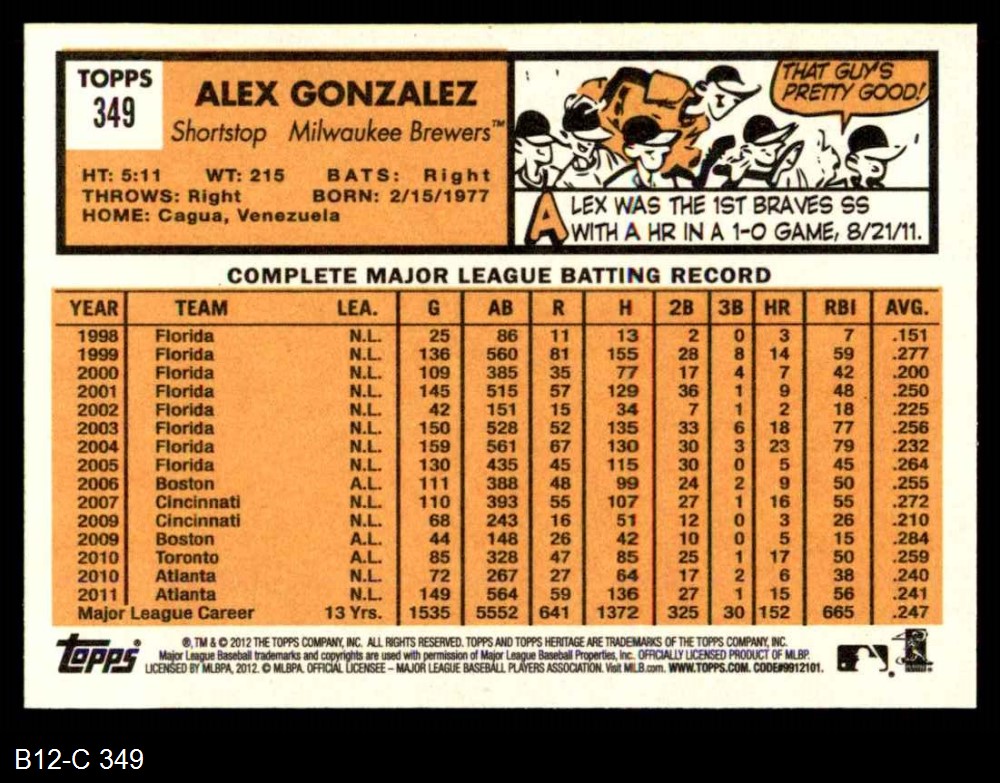 TOPPS
349
ALEX GONZALEZ
Shortstop Milwaukee Brewers™
HT: 5:11 WT: 215 BATS: Right
THROWS: Right BORN: 2/15/1977
HOME: Cagua, Venezuela
THAT GUY'S
PRETTY GOOD!
ALEX WAS THE 1ST BRAVES SS
WITH A HR IN A 1-0 GAME, 8/21/11.
COMPLETE MAJOR LEAGUE BATTING RECORD
YEAR TEAM LEA. G AB R H 2B 3B HR RBI AVG.
1998 Florida N.L. 25 86 11 13 2 0 3 7 .151
1999 Florida N.L. 136 560 81 155 28 8 14 59 .277
2000 Florida N.L. 109 385 35 77 17 4 7 42 .200
2001 Florida N.L. 145 515 57 129 36 1 9 48 .250
2002 Florida N.L. 42 151 15 34 7 1 2 18 .225
2003 Florida N.L. 150 528 52 135 33 6 18 77 .256
2004 Florida N.L. 159 561 67 130 30 3 23 79 .232
2005 Florida N.L. 130 435 45 115 30 0 5 45 .264
2006 Boston A.L. 111 388 48 99 24 2 9 50 .255
2007 Cincinnati N.L. 110 393 55 107 27 1 16 55 .272
2009 Cincinnati N.L. 68 243 16 51 12 0 3 26 .210
2009 Boston A.L. 44 148 26 42 10 0 5 15 .284
2010 Toronto A.L. 85 328 47 85 25 1 17 50 .259
2010 Atlanta N.L. 72 267 27 64 17 2 6 38 .240
2011 Atlanta N.L. 149 564 59 136 27 1 15 56 .241
Major League Career 13 Yrs. 1535 5552 641 1372 325 30 152 665 .247
Topps® ®, TM & © 2012 THE TOPPS COMPANY, INC. ALL RIGHTS RESERVED. TOPPS AND TOPPS HERITAGE ARE TRADEMARKS OF THE TOPPS COMPANY, INC.
Major League Baseball trademarks and copyrights are used with permission of Major League Baseball Properties, Inc. OFFICIALLY LICENSED PRODUCT OF MLBP.
LICENSED BY MLBPA, 2012. © MLBPA. OFFICIAL LICENSEE – MAJOR LEAGUE BASEBALL PLAYERS ASSOCIATION. Visit MLB.com. WWW.TOPPS.COM. CODE#9912101.
B12-C 349